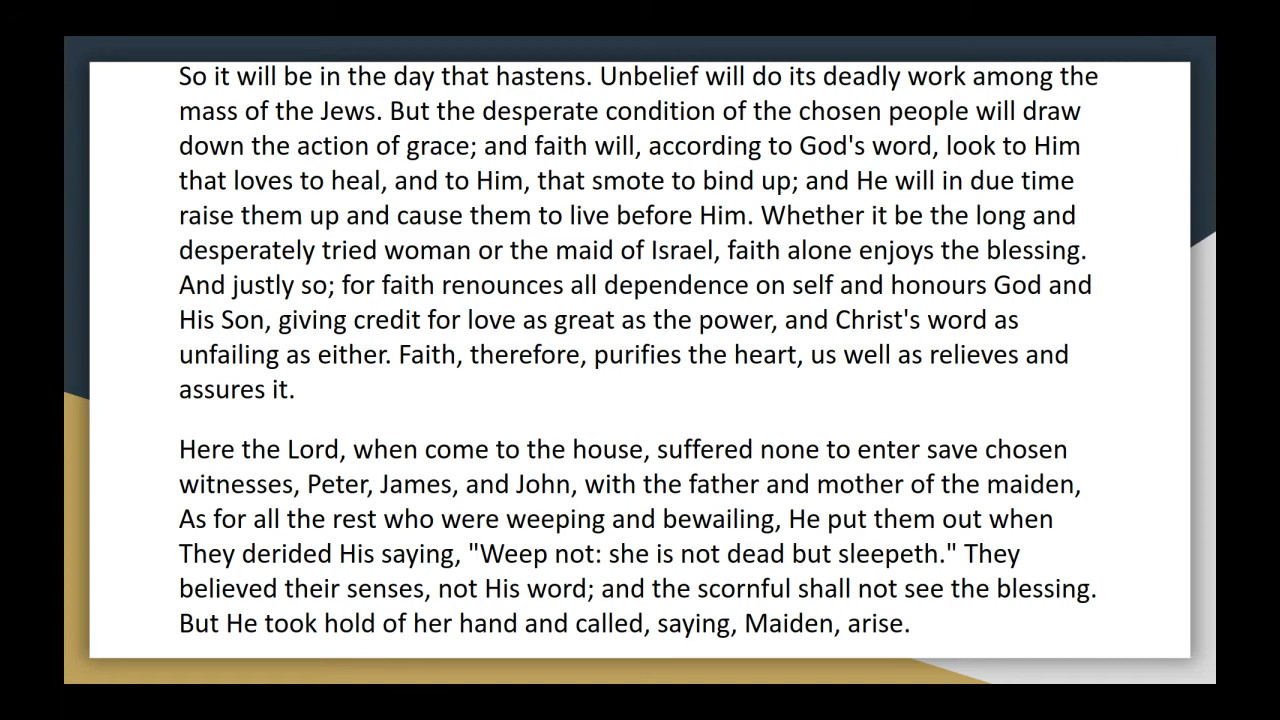 So it will be in the day that hastens. Unbelief will do its deadly work among the
mass of the Jews. But the desperate condition of the chosen people will draw
down the action of grace; and faith will, according to God's word, look to Him
that loves to heal, and to Him, that smote to bind up; and He will in due time
raise them up and cause them to live before Him. Whether it be the long and
desperately tried woman or the maid of Israel, faith alone enjoys the blessing.
And justly so; for faith renounces all dependence on self and honours God and
His Son, giving credit for love as great as the power, and Christ's word as
unfailing as either. Faith, therefore, purifies the heart, us well as relieves and
assures it.
Here the Lord, when come to the house, suffered none to enter save chosen
witnesses, Peter, James, and John, with the father and mother of the maiden,
As for all the rest who were weeping and bewailing, He put them out when
They derided His saying, "Weep not: she is not dead but sleepeth." They
believed their senses, not His word; and the scornful shall not see the blessing.
But He took hold of her hand and called, saying, Maiden, arise.